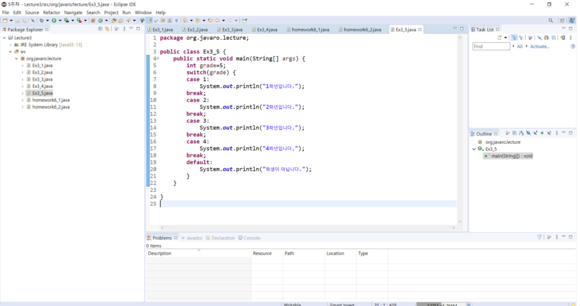 5주차 - Lecture3/src/org/javaro/lecture/Ex3_5.java - Eclipse IDE
File Edit Source Refactor Navigate Search Project Run Window Help
Package Explorer
Lecture3
JRE System Library
src
org.javaro.lecture
Ex3_1.java
Ex3_2.java
Ex3_3.java
Ex3_4.java
Ex3_5.java
homework6_1.java
homework6_2.java
Ex3_1.java Ex3_2.java Ex3_3.java Ex3_4.java homework6_1.java homework6_2.java Ex3_5.java
1 package org.javaro.lecture;
2
3 public class Ex3_5 {
4 public static void main(String[] args) {
5 int grade=5;
6 switch(grade) {
7 case 1:
8 System.out.println("1학년입니다.");
9 break;
10 case 2:
11 System.out.println("2학년입니다.");
12 break;
13 case 3:
14 System.out.println("3학년입니다.");
15 break;
16 case 4:
17 System.out.println("4학년입니다.");
18 break;
19 default:
20 System.out.println("학생이 아닙니다.");
21 }
22 }
23
24 }
25
Task List
Find All Activate...
Outline
org.javaro.lecture
Ex3_5
main(String[]) : void
Problems Javadoc Declaration Console
0 items
Description Resource Path Location Type
Writable Smart Insert